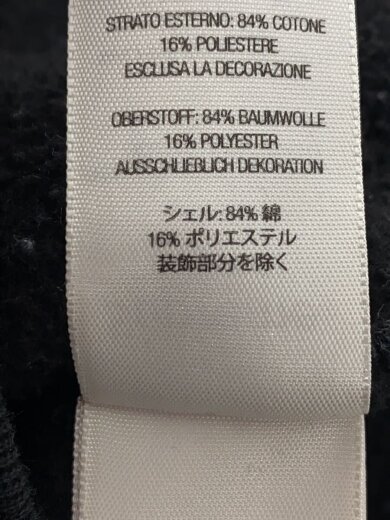 STRATO ESTERNO: 84% COTONE
16% POLIESTERE
ESCLUSA LA DECORAZIONE
OBERSTOFF: 84% BAUMWOLLE
16% POLYESTER
AUSSCHLIEBLICH DEKORATION
シェル: 84% 綿
16% ポリエステル
装飾部分を除く